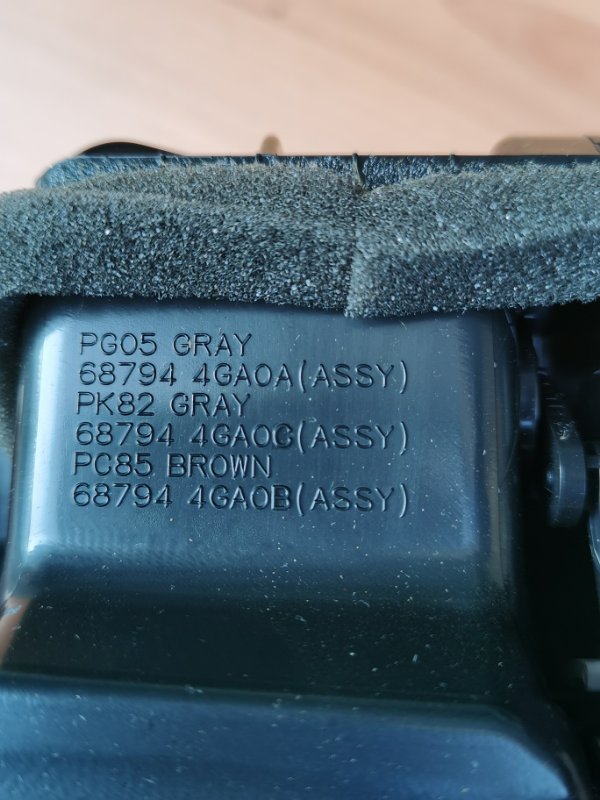 PG05 GRAY
68794 4GA0A(ASSY)
PK82 GRAY
68794 4GA0C(ASSY)
PC85 BROWN
68794 4GA0B(ASSY)